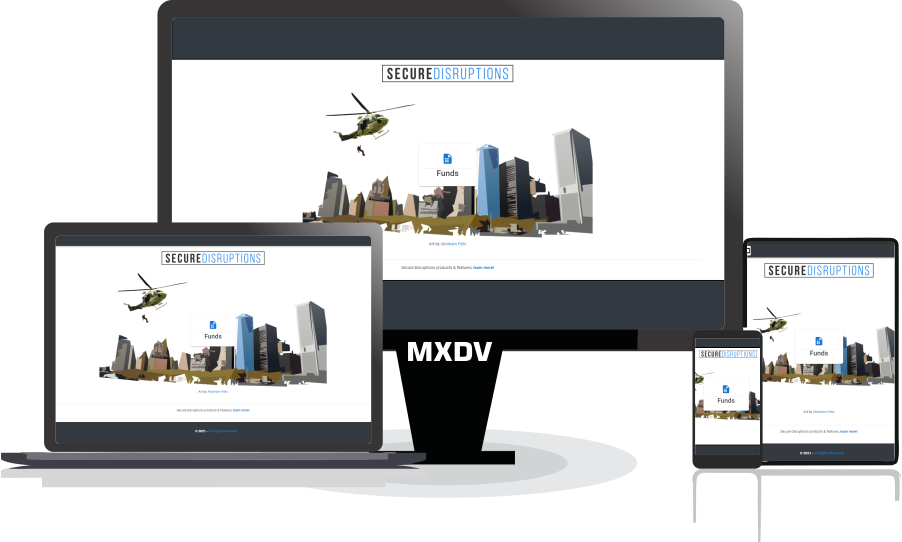 SECUREDISRUPTIONS
Funds
Art by Abraham Felix
Secure Disruptions products & features, learn more!
MXDV
SECUREDISRUPTIONS
Funds
Art by Abraham Felix
Secure Disruptions products & features, learn more!
© 2021 –
SECUREDISRUPTIONS
Funds
Art by Abraham Felix
Secure Disruptions products & features, learn more!
© 2021 –
SECUREDISRUPTIONS
Funds